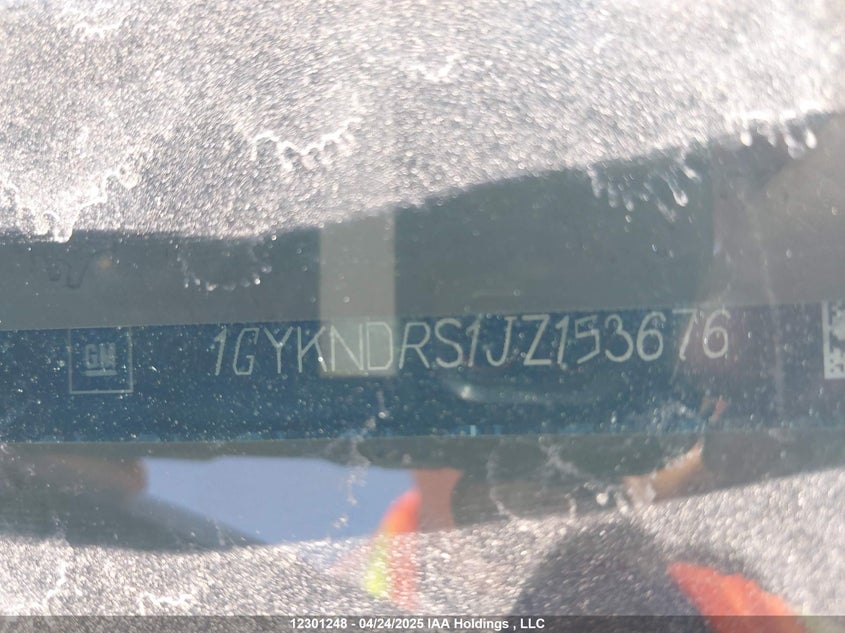 GM 1GYKNDRS1JZ153676
12301248 - 04/24/2025 IAA Holdings , LLC